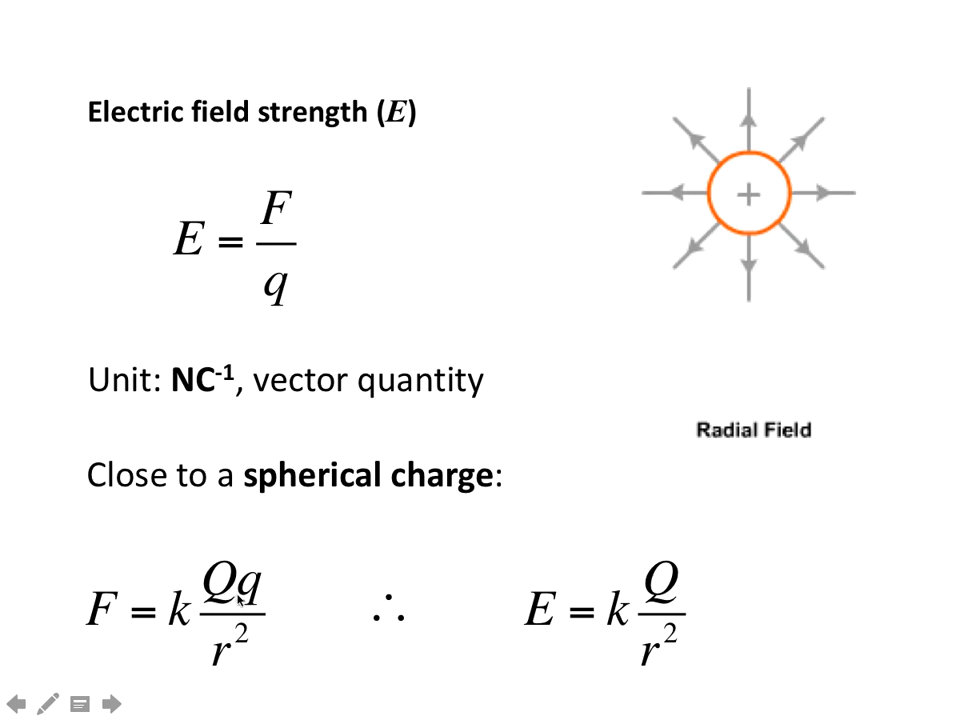 Electric field strength (E)
E = F/q
+
Unit: NC⁻¹, vector quantity
Radial Field
Close to a spherical charge:
F = k Qq/r² ∴ E = k Q/r²